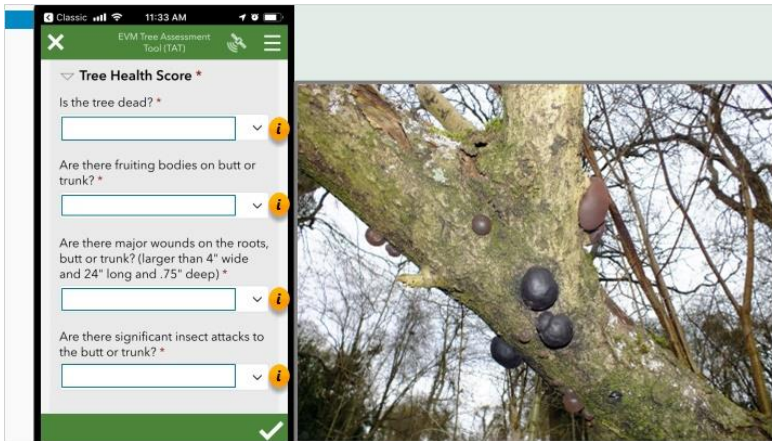 Classic 11:33 AM
EVM Tree Assessment
Tool (TAT)
Tree Health Score *
Is the tree dead? *
i
Are there fruiting bodies on butt or
trunk? *
i
Are there major wounds on the roots,
butt or trunk? (larger than 4" wide
and 24" long and .75" deep) *
i
Are there significant insect attacks to
the butt or trunk? *
i